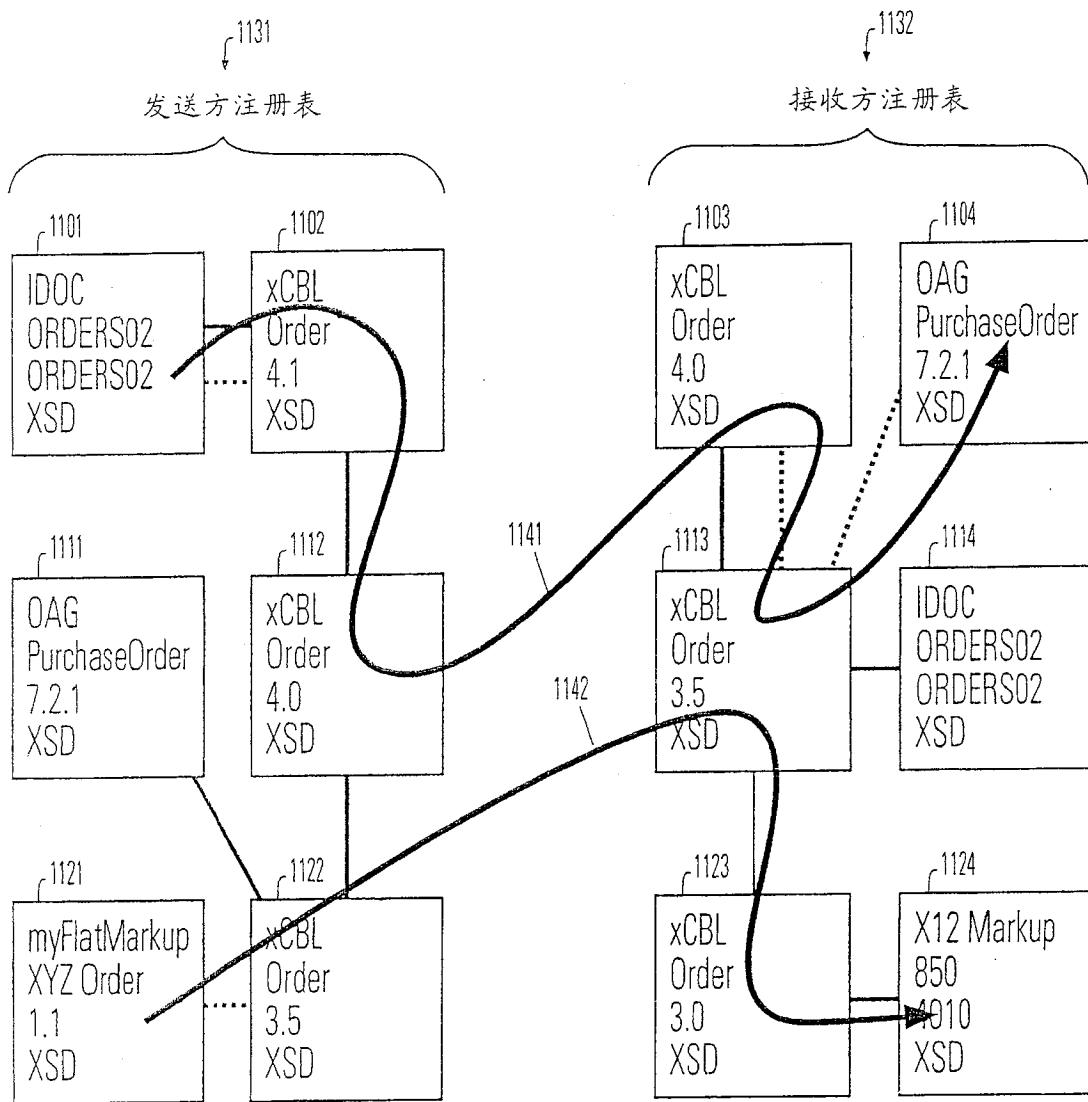 1131
1132
发送方注册表
接收方注册表
1101
IDOC
ORDERS02
ORDERS02
XSD
1102
xCBL
Order
4.1
XSD
1103
xCBL
Order
4.0
XSD
1104
OAG
PurchaseOrder
7.2.1
XSD
1141
1111
OAG
PurchaseOrder
7.2.1
XSD
1112
xCBL
Order
4.0
XSD
1113
xCBL
Order
3.5
XSD
1114
IDOC
ORDERS02
ORDERS02
XSD
1142
1121
myFlatMarkup
XYZ Order
1.1
XSD
1122
xCBL
Order
3.5
XSD
1123
xCBL
Order
3.0
XSD
1124
X12 Markup
850
4010
XSD